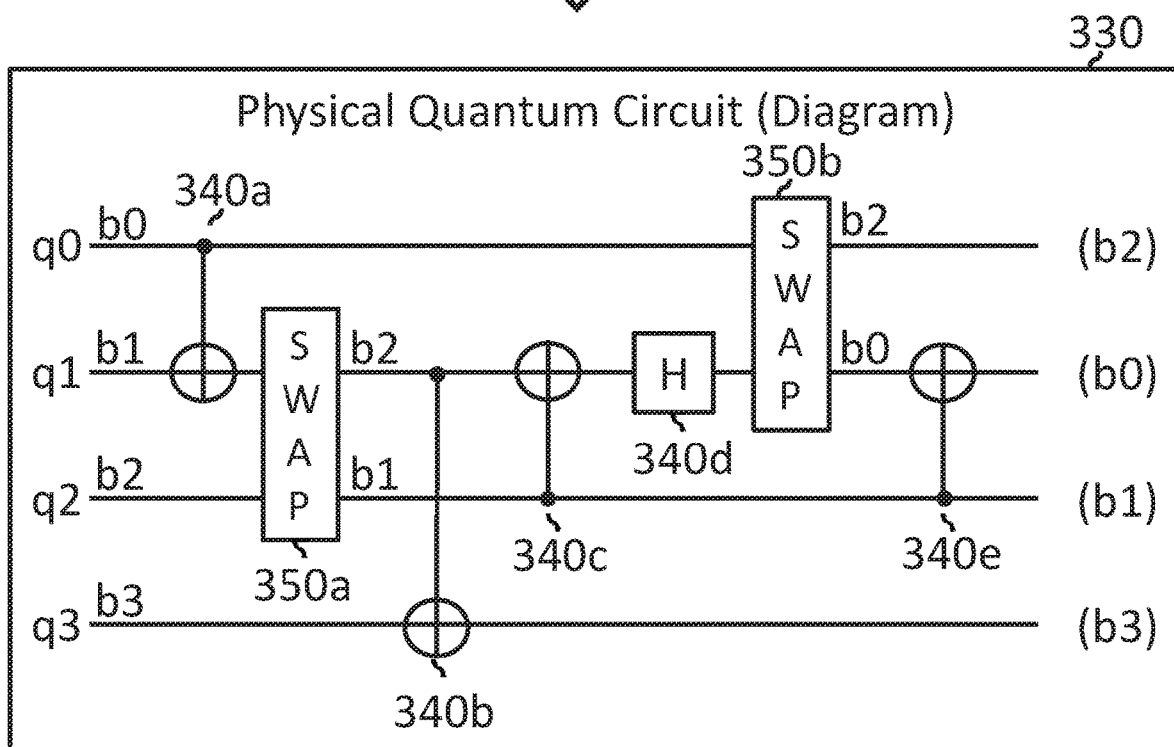 330
Physical Quantum Circuit (Diagram)
340a
350b
q0 b0 S W A P b2 (b2)
q1 b1 S W A P b2 H b0 (b0)
340d
q2 b2 b1 (b1)
350a
340c
340e
q3 b3 (b3)
340b